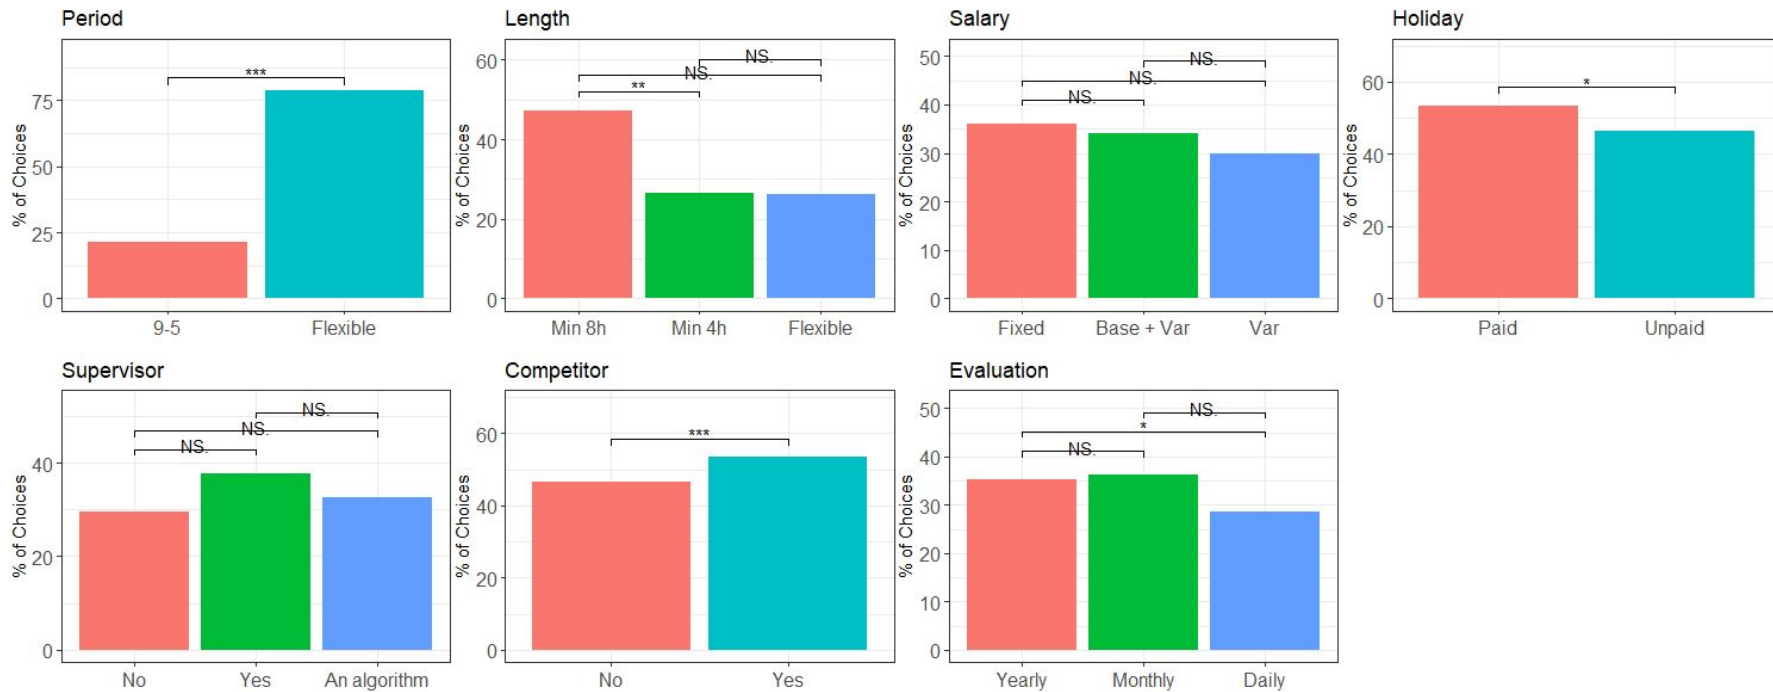 Period
% of Choices
75
50
25
0
***
9-5
Flexible
Length
% of Choices
60
40
20
0
NS.
NS.
**
Min 8h
Min 4h
Flexible
Salary
% of Choices
50
40
30
20
10
0
NS.
NS.
NS.
Fixed
Base + Var
Var
Holiday
% of Choices
60
40
20
0
*
Paid
Unpaid
Supervisor
% of Choices
40
20
0
NS.
NS.
NS.
No
Yes
An algorithm
Competitor
% of Choices
60
40
20
0
***
No
Yes
Evaluation
% of Choices
50
40
30
20
10
0
NS.
*
NS.
Yearly
Monthly
Daily